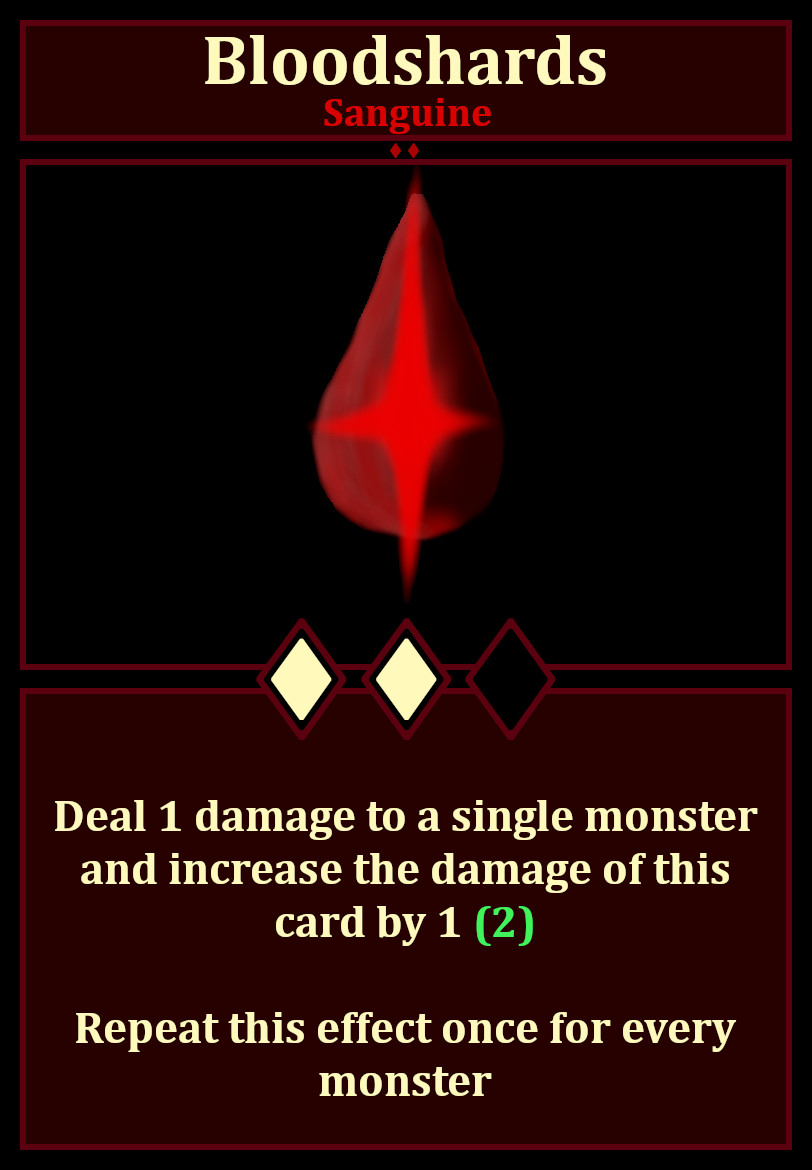 Bloodshards
Sanguine
Deal 1 damage to a single monster
and increase the damage of this
card by 1 (2)
Repeat this effect once for every
monster